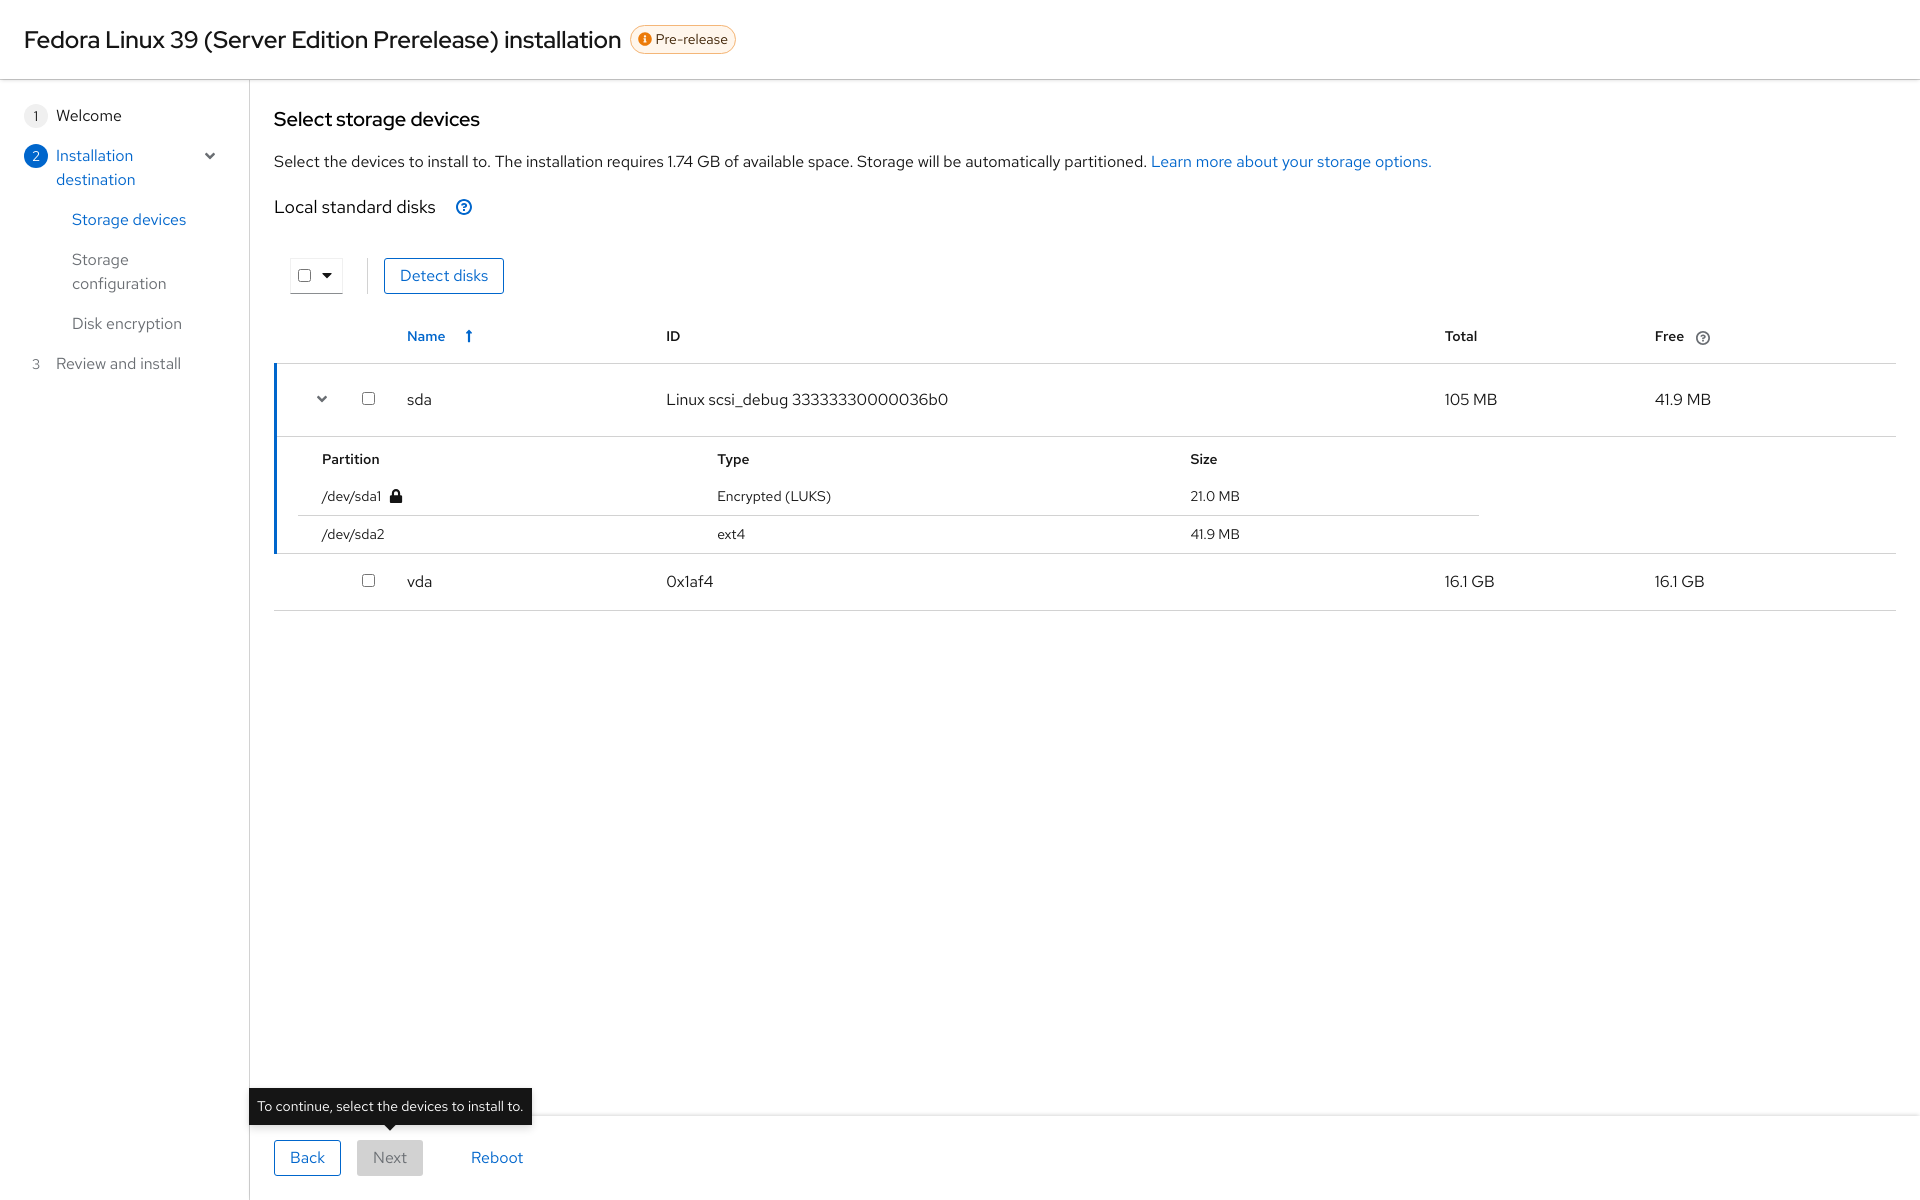 Fedora Linux 39 (Server Edition Prerelease) installation
Pre-release
1 Welcome
2 Installation
destination
Storage devices
Storage
configuration
Disk encryption
3 Review and install
Select storage devices
Select the devices to install to. The installation requires 1.74 GB of available space. Storage will be automatically partitioned. Learn more about your storage options.
Local standard disks
Detect disks
Name ID Total Free
sda Linux scsi_debug 33333330000036b0 105 MB 41.9 MB
Partition Type Size
/dev/sda1 Encrypted (LUKS) 21.0 MB
/dev/sda2 ext4 41.9 MB
vda 0x1af4 16.1 GB 16.1 GB
To continue, select the devices to install to.
Back Next Reboot